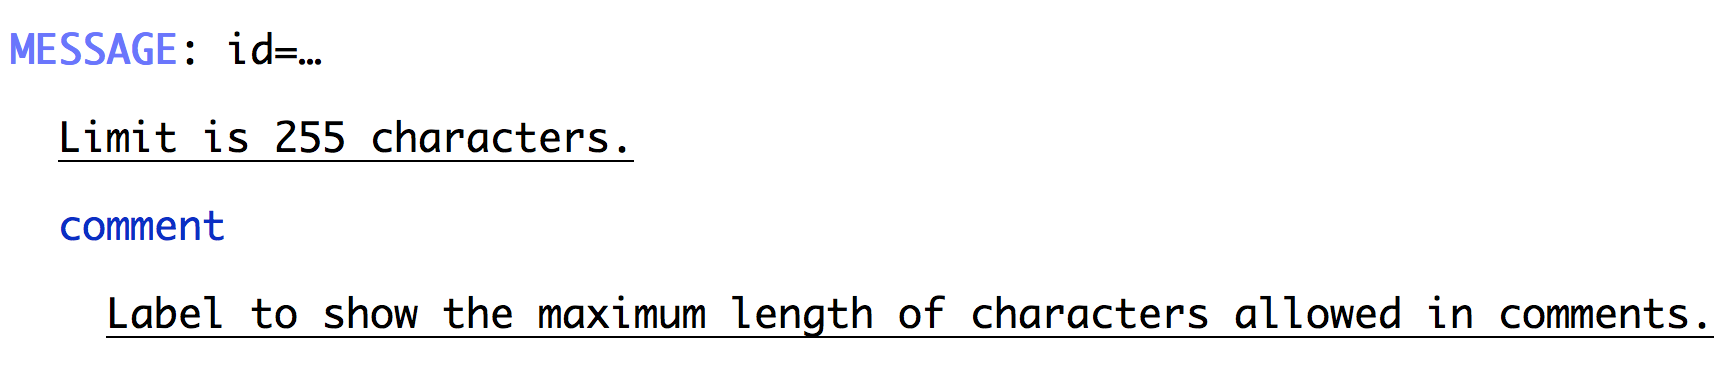 MESSAGE: id=…
Limit is 255 characters.
comment
Label to show the maximum length of characters allowed in comments.